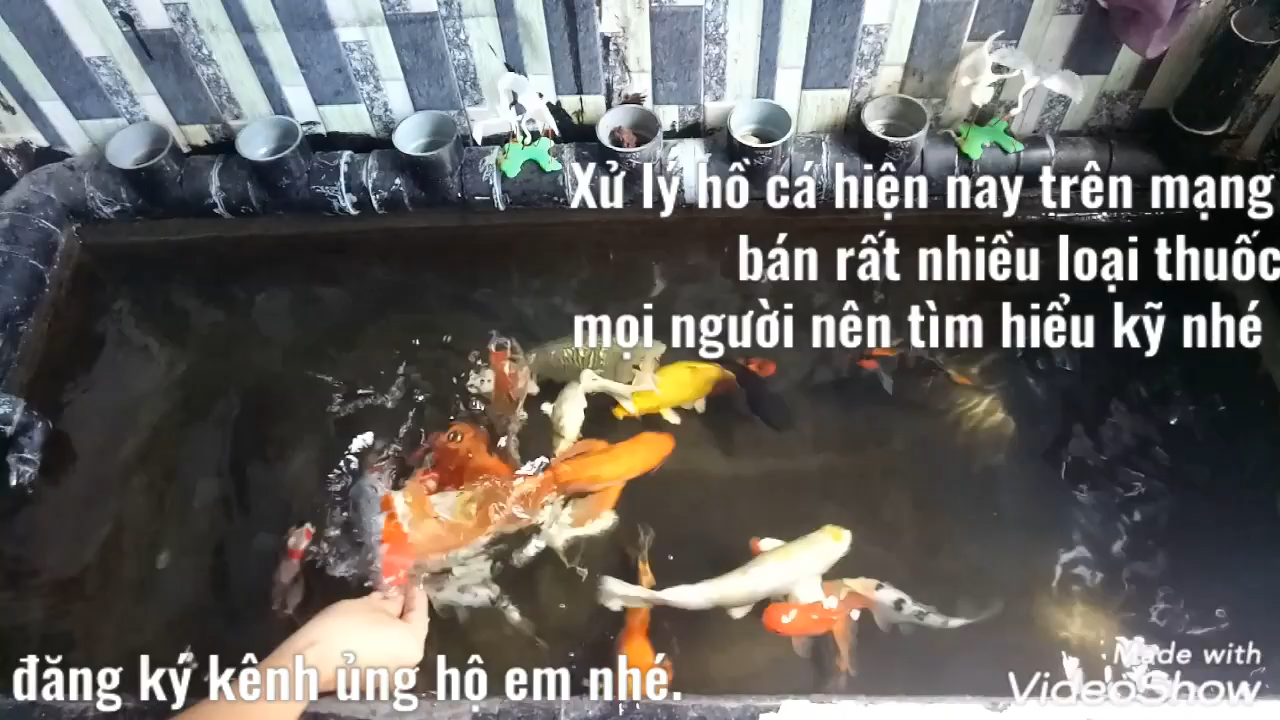 Xử lý hồ cá hiện nay trên mạng
bán rất nhiều loại thuốc
mọi người nên tìm hiểu kỹ nhé
đăng ký kênh ủng hộ em nhé.
Made with
VideoShow